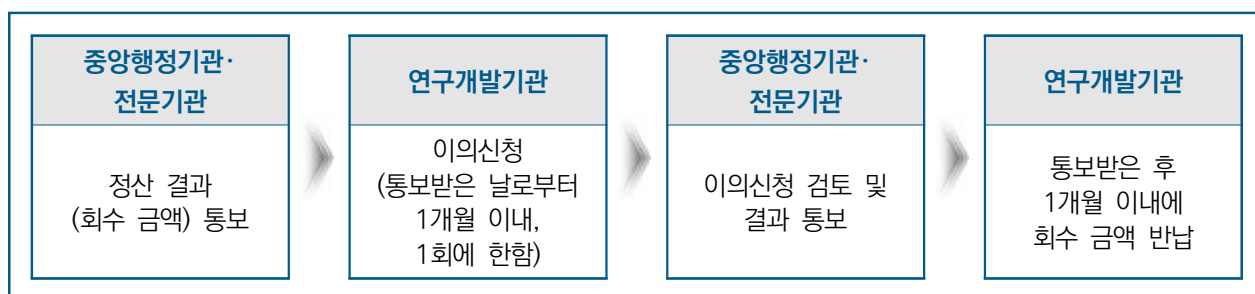 중앙행정기관·
전문기관
정산 결과
(회수 금액) 통보
연구개발기관
이의신청
(통보받은 날로부터
1개월 이내,
1회에 한함)
중앙행정기관·
전문기관
이의신청 검토 및
결과 통보
연구개발기관
통보받은 후
1개월 이내에
회수 금액 반납